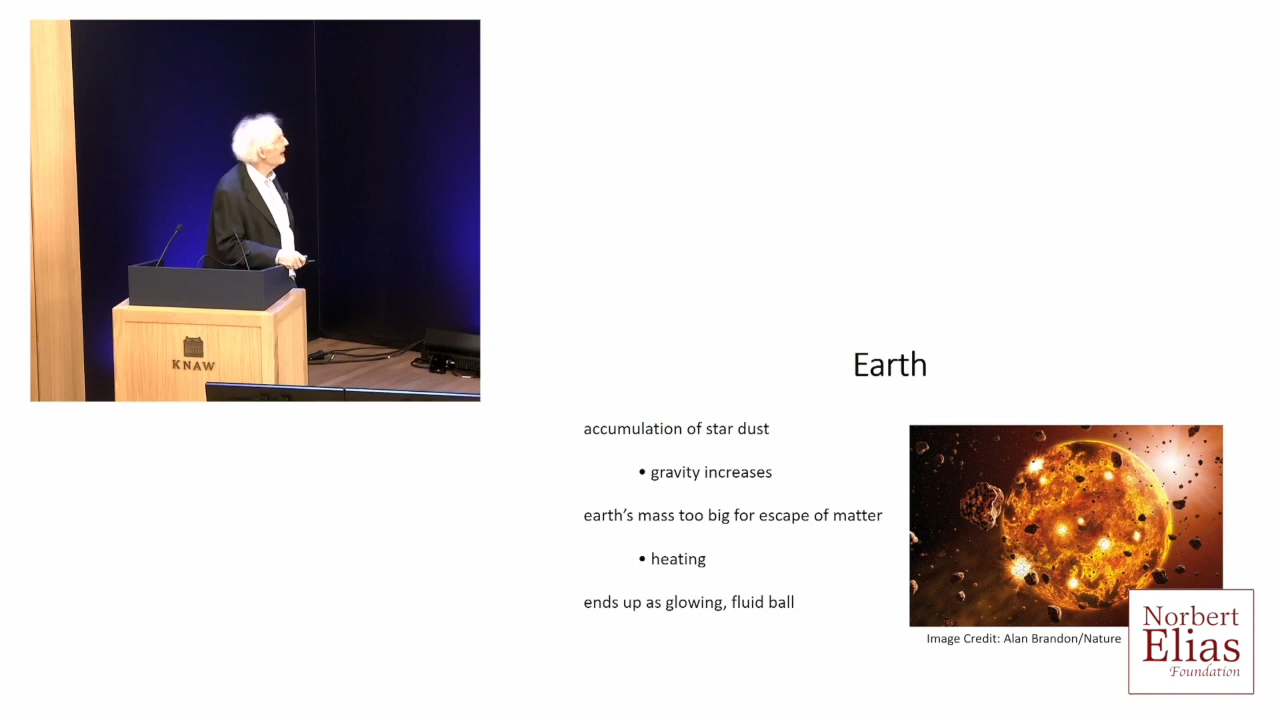 KNAW
Earth
accumulation of star dust
• gravity increases
earth's mass too big for escape of matter
• heating
ends up as glowing, fluid ball
Image Credit: Alan Brandon/Nature
Norbert
Elias
Foundation